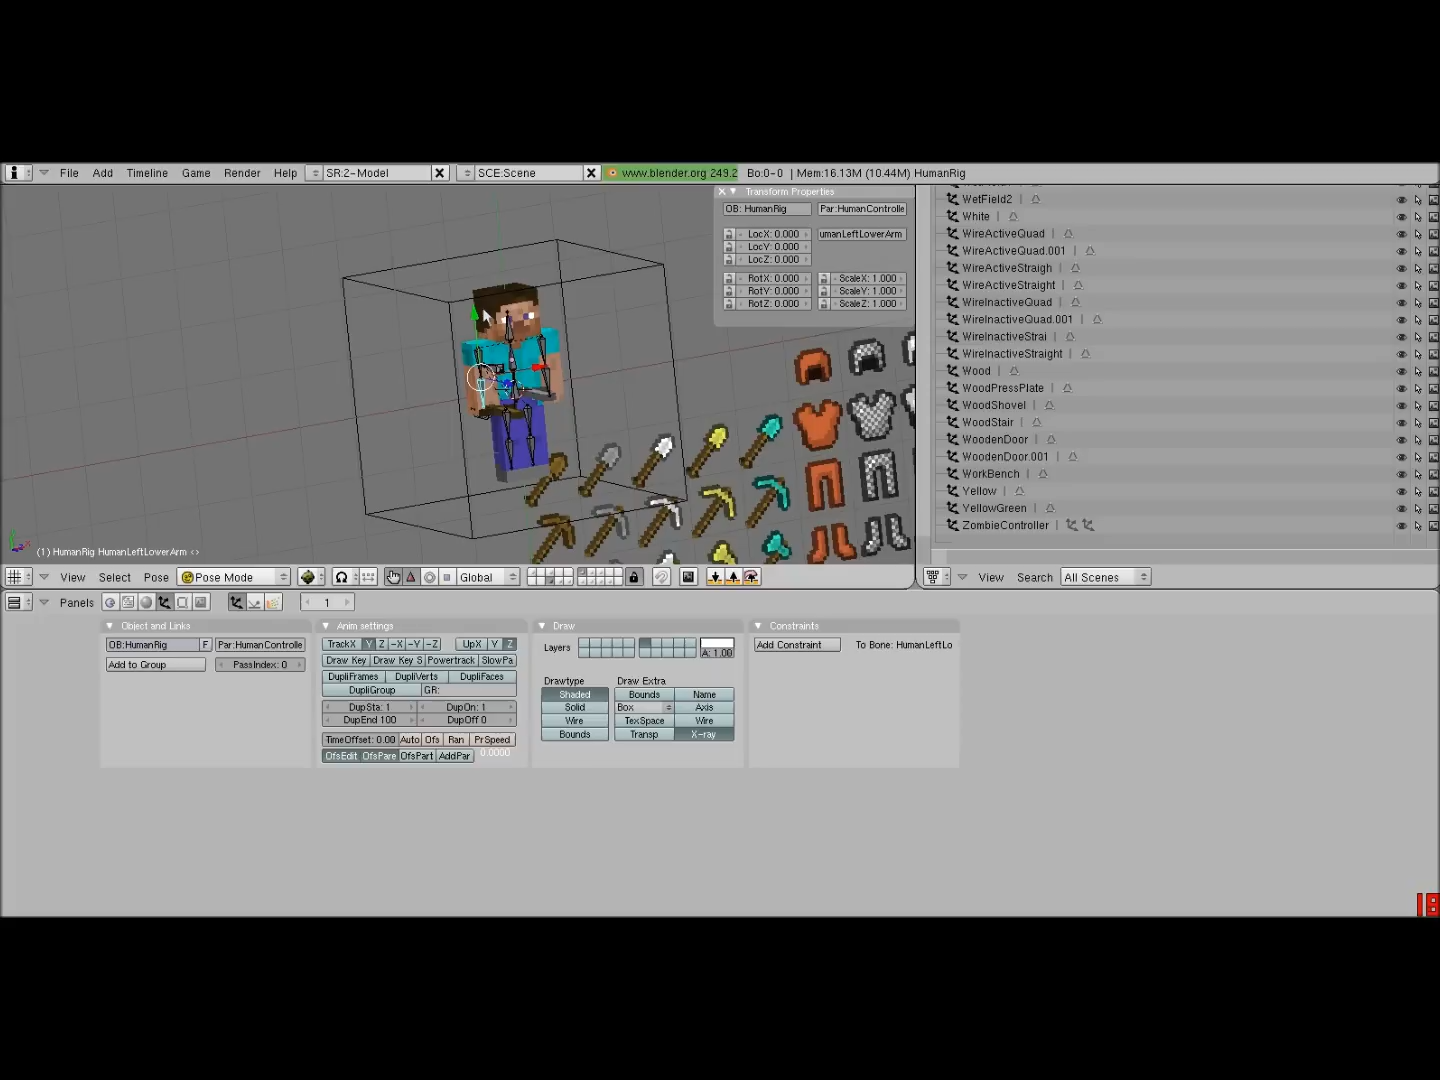 File Add Timeline Game Render Help SR:2-Model SCE:Scene www.blender.org 249.2 Bo:0-0 | Mem:16.13M (10.44M) HumanRig
Transform Properties
OB: HumanRig Par:HumanControlle
LocX: 0.000 umanLeftLowerArm
LocY: 0.000
LocZ: 0.000
RotX: 0.000 ScaleX: 1.000
RotY: 0.000 ScaleY: 1.000
RotZ: 0.000 ScaleZ: 1.000
WetField2
White
WireActiveQuad
WireActiveQuad.001
WireActiveStraigh
WireActiveStraight
WireInactiveQuad
WireInactiveQuad.001
WireInactiveStrai
WireInactiveStraight
Wood
WoodPressPlate
WoodShovel
WoodStair
WoodenDoor
WoodenDoor.001
WorkBench
Yellow
YellowGreen
ZombieController
(1) HumanRig HumanLeftLowerArm <>
View Select Pose Pose Mode Global
View Search All Scenes
Panels 1
Object and Links
OB:HumanRig F Par:HumanControlle
Add to Group PassIndex: 0
Anim settings
TrackX Y Z -X -Y -Z UpX Y Z
Draw Key Draw Key S Powertrack SlowPa
DupliFrames DupliVerts DupliFaces
DupliGroup GR:
DupSta: 1 DupOn: 1
DupEnd 100 DupOff 0
TimeOffset: 0.00 Auto Ofs Ran PrSpeed
OfsEdit OfsPare OfsPart AddPar 0.0000
Draw
Layers A: 1.00
Drawtype Draw Extra
Shaded Bounds Name
Solid Box Axis
Wire TexSpace Wire
Bounds Transp X-ray
Constraints
Add Constraint To Bone: HumanLeftLo